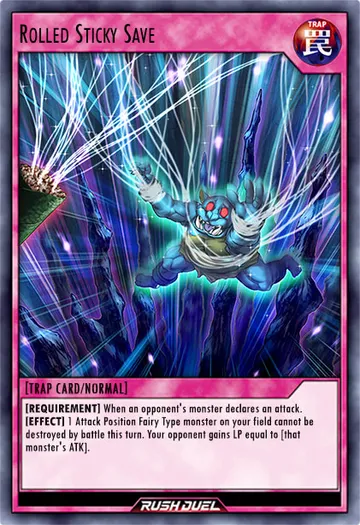 ROLLED STICKY SAVE
TRAP
罠
[TRAP CARD/NORMAL]
[REQUIREMENT] When an opponent's monster declares an attack.
[EFFECT] 1 Attack Position Fairy Type monster on your field cannot be
destroyed by battle this turn. Your opponent gains LP equal to [that
monster's ATK].
RUSH DUEL